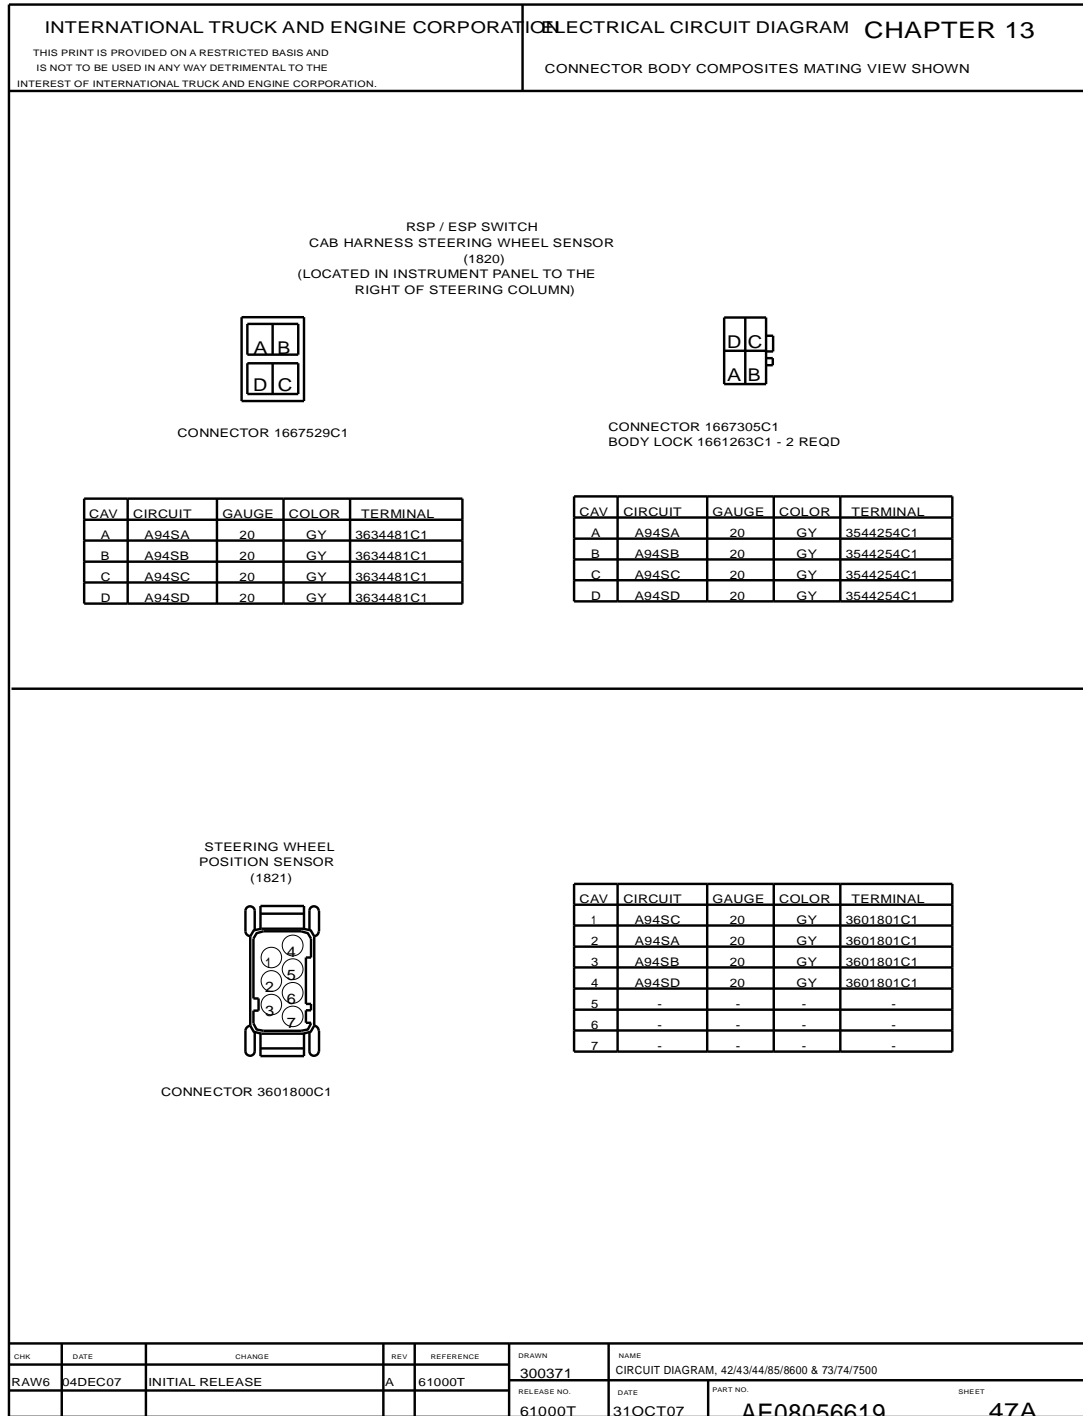 INTERNATIONAL TRUCK AND ENGINE CORPORATION
THIS PRINT IS PROVIDED ON A RESTRICTED BASIS AND
IS NOT TO BE USED IN ANY WAY DETRIMENTAL TO THE
INTEREST OF INTERNATIONAL TRUCK AND ENGINE CORPORATION.
ELECTRICAL CIRCUIT DIAGRAM CHAPTER 13
CONNECTOR BODY COMPOSITES MATING VIEW SHOWN
RSP / ESP SWITCH
CAB HARNESS STEERING WHEEL SENSOR
(1820)
(LOCATED IN INSTRUMENT PANEL TO THE
RIGHT OF STEERING COLUMN)
A B
D C
CONNECTOR 1667529C1
D C
A B
CONNECTOR 1667305C1
BODY LOCK 1661263C1 - 2 REQD
CAV CIRCUIT GAUGE COLOR TERMINAL
A A94SA 20 GY 3634481C1
B A94SB 20 GY 3634481C1
C A94SC 20 GY 3634481C1
D A94SD 20 GY 3634481C1
CAV CIRCUIT GAUGE COLOR TERMINAL
A A94SA 20 GY 3544254C1
B A94SB 20 GY 3544254C1
C A94SC 20 GY 3544254C1
D A94SD 20 GY 3544254C1
STEERING WHEEL
POSITION SENSOR
(1821)
4
1
5
2
6
3
7
CONNECTOR 3601800C1
CAV CIRCUIT GAUGE COLOR TERMINAL
1 A94SC 20 GY 3601801C1
2 A94SA 20 GY 3601801C1
3 A94SB 20 GY 3601801C1
4 A94SD 20 GY 3601801C1
5 - - - -
6 - - - -
7 - - - -
CHK DATE CHANGE REV REFERENCE
RAW6 04DEC07 INITIAL RELEASE A 61000T
DRAWN
300371
NAME
CIRCUIT DIAGRAM, 42/43/44/85/8600 & 73/74/7500
RELEASE NO.
61000T
DATE
31OCT07
PART NO.
AE08056619
SHEET
47A